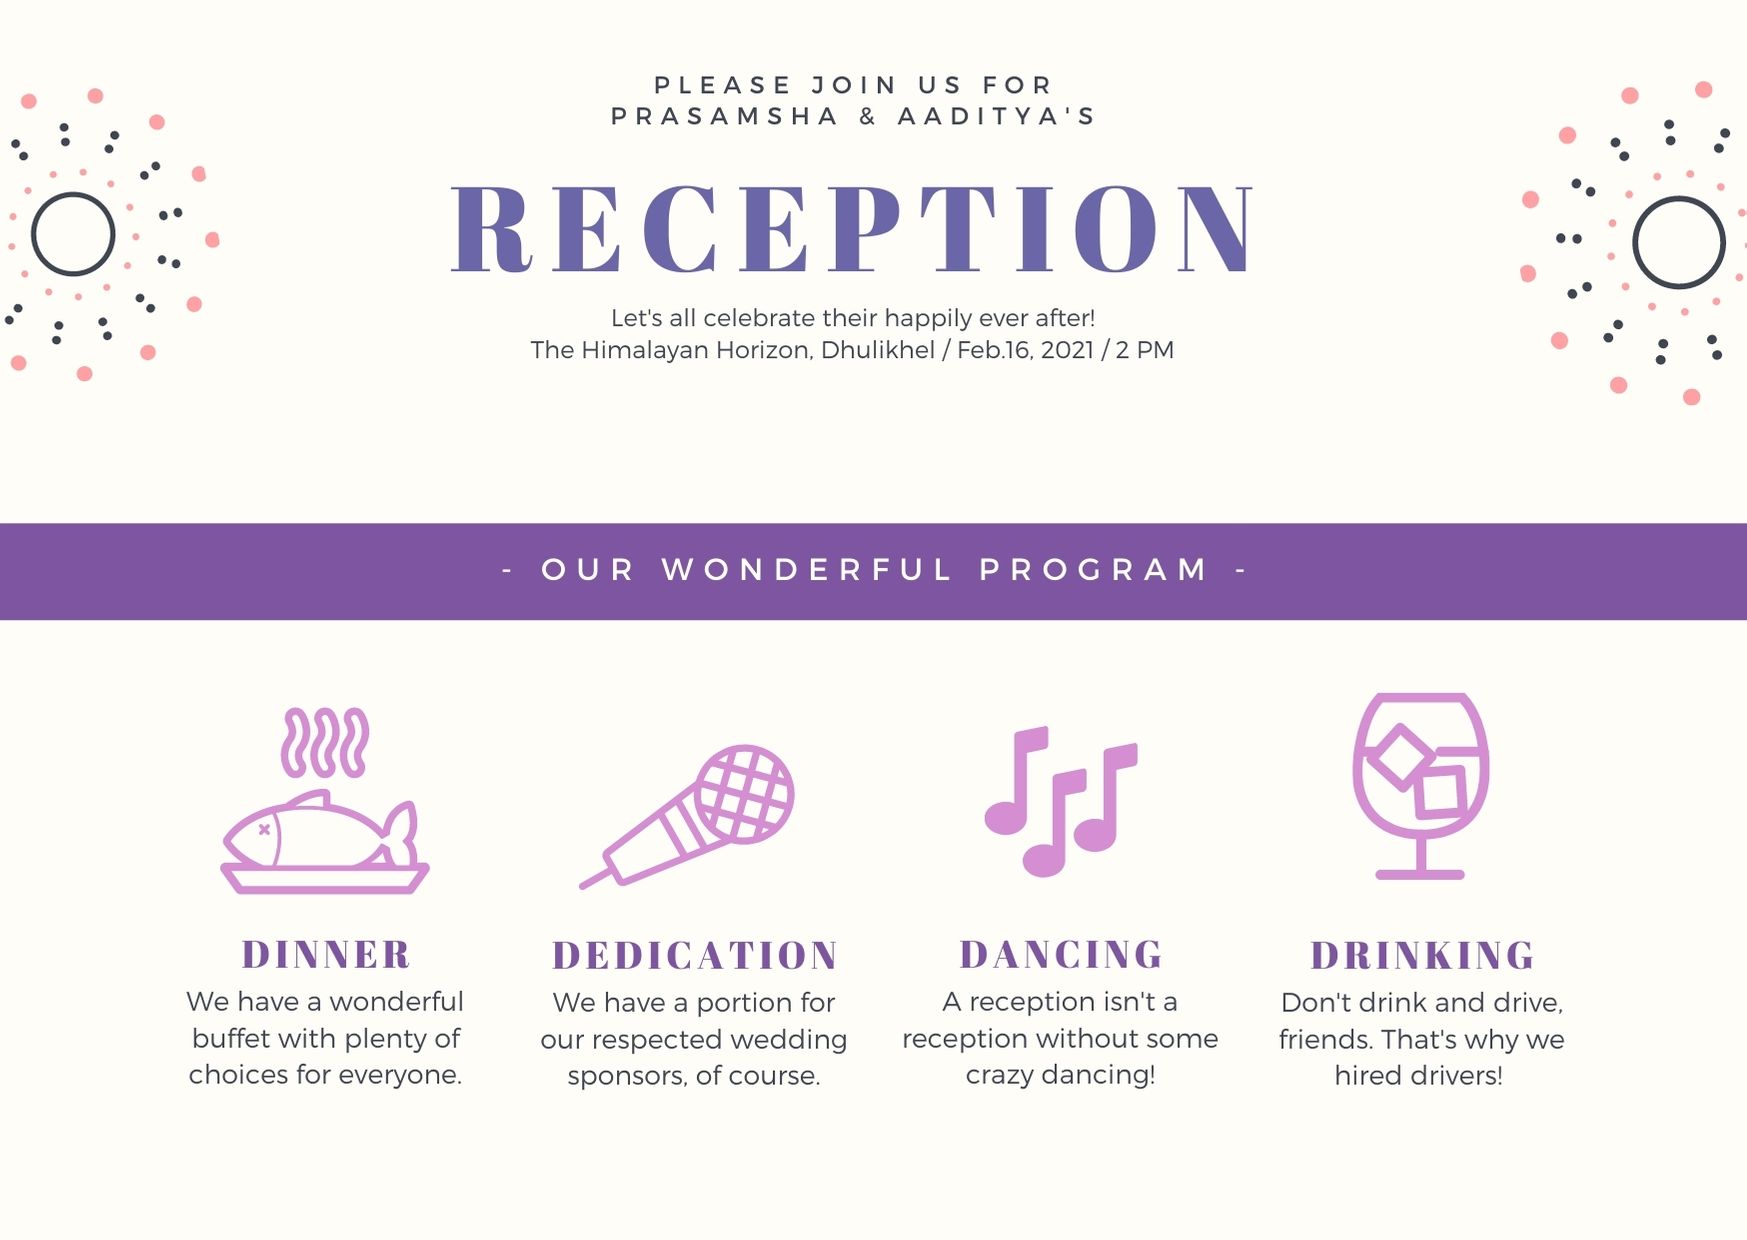 PLEASE JOIN US FOR
PRASAMSHA & AADITYA'S
RECEPTION
Let's all celebrate their happily ever after!
The Himalayan Horizon, Dhulikhel / Feb.16, 2021 / 2 PM
- OUR WONDERFUL PROGRAM -
DINNER
We have a wonderful
buffet with plenty of
choices for everyone.
DEDICATION
We have a portion for
our respected wedding
sponsors, of course.
DANCING
A reception isn't a
reception without some
crazy dancing!
DRINKING
Don't drink and drive,
friends. That's why we
hired drivers!